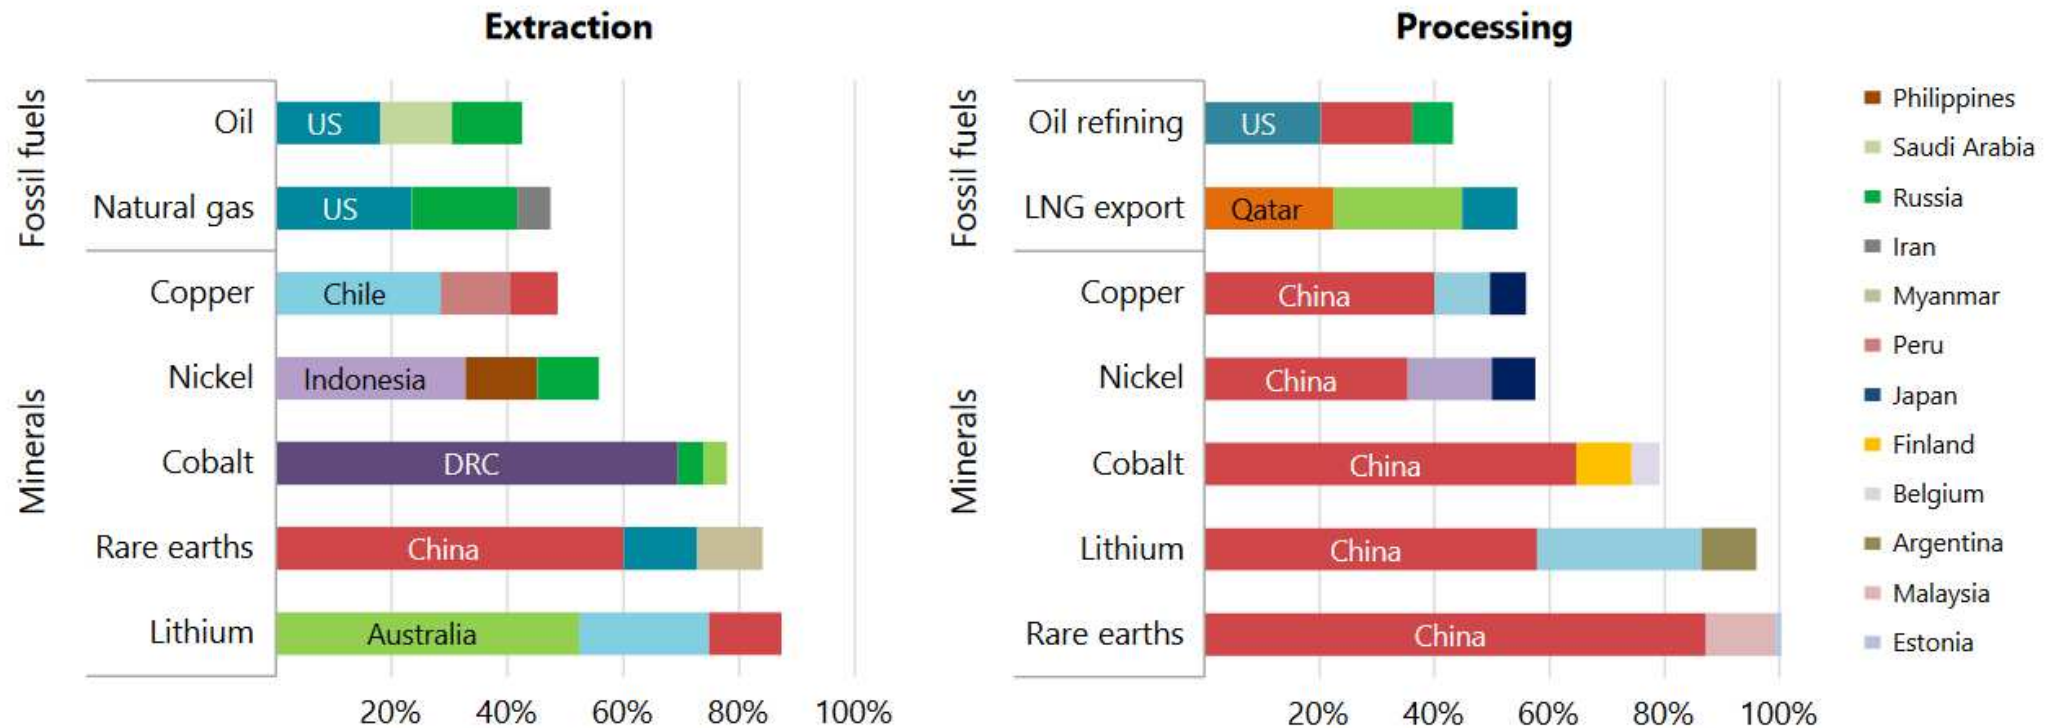 Extraction
Fossil fuels
Oil
US
Natural gas
US
Minerals
Copper
Chile
Nickel
Indonesia
Cobalt
DRC
Rare earths
China
Lithium
Australia
20% 40% 60% 80% 100%
Processing
Fossil fuels
Oil refining
US
LNG export
Qatar
Minerals
Copper
China
Nickel
China
Cobalt
China
Lithium
China
Rare earths
China
20% 40% 60% 80% 100%
Philippines
Saudi Arabia
Russia
Iran
Myanmar
Peru
Japan
Finland
Belgium
Argentina
Malaysia
Estonia